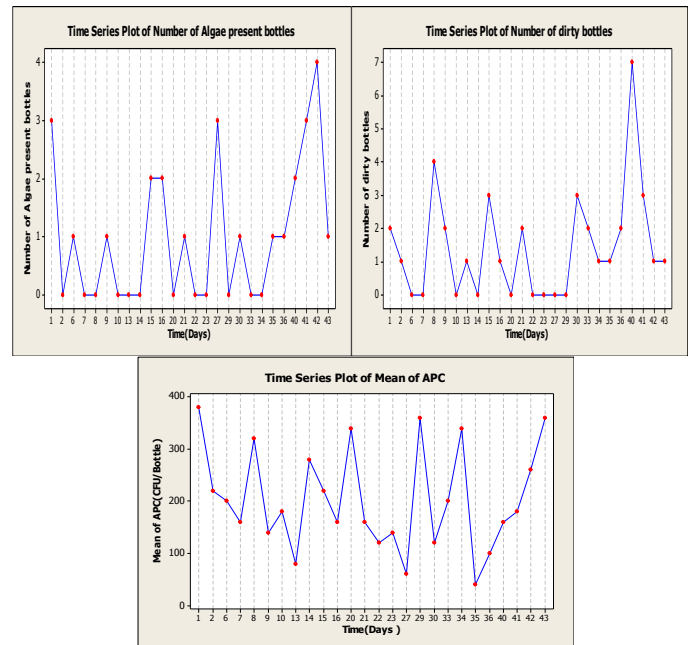 Time Series Plot of Number of Algae present bottles
Number of Algae present bottles
4
3
2
1
0
1 2 6 7 8 9 10 13 14 15 16 20 21 22 23 27 29 30 33 34 35 36 40 41 42 43
Time(Days)
Time Series Plot of Number of dirty bottles
Number of dirty bottles
7
6
5
4
3
2
1
0
1 2 6 7 8 9 10 13 14 15 16 20 21 22 23 27 29 30 33 34 35 36 40 41 42 43
Time(Days)
Time Series Plot of Mean of APC
Mean of APC(CFU/Bottle)
400
300
200
100
0
1 2 6 7 8 9 10 13 14 15 16 20 21 22 23 27 29 30 33 34 35 36 40 41 42 43
Time(Days )